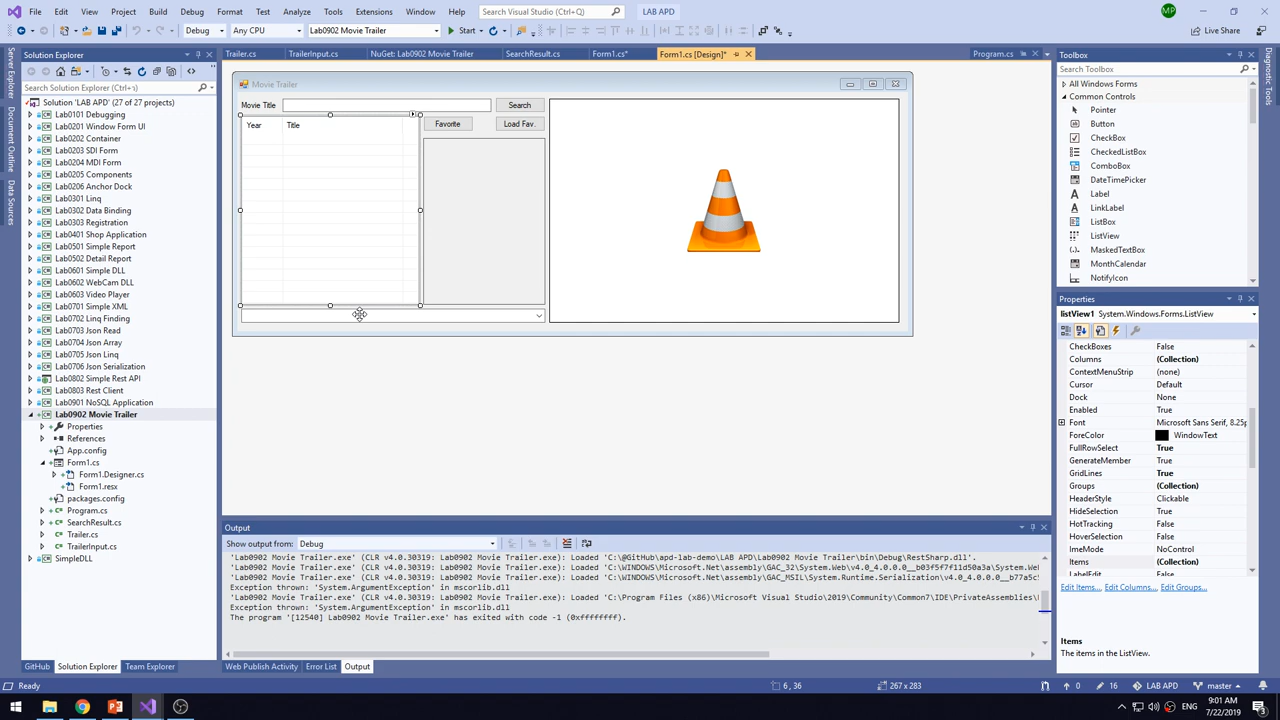 File Edit View Project Build Debug Format Test Analyze Tools Extensions Window Help Search Visual Studio LAB APD MP
Debug Any CPU Lab0902 Movie Trailer Start Live Share
Server Explorer
Document Outline
Data Sources
Solution Explorer
Search Solution Explorer (Ctrl+;)
Solution 'LAB APD' (27 of 27 projects)
Lab0101 Debugging
Lab0201 Window Form UI
Lab0202 Container
Lab0203 SDI Form
Lab0204 MDI Form
Lab0205 Components
Lab0206 Anchor Dock
Lab0301 Linq
Lab0302 Data Binding
Lab0303 Registration
Lab0401 Shop Application
Lab0501 Simple Report
Lab0502 Detail Report
Lab0601 Simple DLL
Lab0602 WebCam DLL
Lab0603 Video Player
Lab0701 Simple XML
Lab0702 Linq Finding
Lab0703 Json Read
Lab0704 Json Array
Lab0705 Json Linq
Lab0706 Json Serialization
Lab0802 Simple Rest API
Lab0803 Rest Client
Lab0901 NoSQL Application
Lab0902 Movie Trailer
Properties
References
App.config
Form1.cs
Form1.Designer.cs
Form1.resx
packages.config
Program.cs
SearchResult.cs
Trailer.cs
TrailerInput.cs
SimpleDLL
GitHub Solution Explorer Team Explorer
Trailer.cs TrailerInput.cs NuGet: Lab0902 Movie Trailer SearchResult.cs Form1.cs* Form1.cs [Design]* Program.cs
Movie Trailer
Movie Title Search
Year Title Favorite Load Fav.
Output
Show output from: Debug
'Lab0902 Movie Trailer.exe' (CLR v4.0.30319: Lab0902 Movie Trailer.exe): Loaded 'C:\@GitHub\apd-lab-demo\LAB APD\Lab0902 Movie Trailer\bin\Debug\RestSharp.dll'.
'Lab0902 Movie Trailer.exe' (CLR v4.0.30319: Lab0902 Movie Trailer.exe): Loaded 'C:\WINDOWS\Microsoft.Net\assembly\GAC_32\System.Web\v4.0_4.0.0.0__b03f5f7f11d50a3a\System.We
'Lab0902 Movie Trailer.exe' (CLR v4.0.30319: Lab0902 Movie Trailer.exe): Loaded 'C:\WINDOWS\Microsoft.Net\assembly\GAC_MSIL\System.Runtime.Serialization\v4.0_4.0.0.0__b77a5c5
Exception thrown: 'System.ArgumentException' in mscorlib.dll
'Lab0902 Movie Trailer.exe' (CLR v4.0.30319: Lab0902 Movie Trailer.exe): Loaded 'C:\Program Files (x86)\Microsoft Visual Studio\2019\Community\Common7\IDE\PrivateAssemblies\
Exception thrown: 'System.ArgumentException' in mscorlib.dll
The program '[12540] Lab0902 Movie Trailer.exe' has exited with code -1 (0xffffffff).
Web Publish Activity Error List Output
Toolbox
Search Toolbox
All Windows Forms
Common Controls
Pointer
Button
CheckBox
CheckedListBox
ComboBox
DateTimePicker
Label
LinkLabel
ListBox
ListView
MaskedTextBox
MonthCalendar
NotifyIcon
Properties
listView1 System.Windows.Forms.ListView
CheckBoxes False
Columns (Collection)
ContextMenuStrip (none)
Cursor Default
Dock None
Enabled True
Font Microsoft Sans Serif, 8.25p
ForeColor WindowText
FullRowSelect True
GenerateMember True
GridLines True
Groups (Collection)
HeaderStyle Clickable
HideSelection True
HotTracking False
HoverSelection False
ImeMode NoControl
Items (Collection)
LabelEdit False
Edit Items..., Edit Columns..., Edit Groups...
Items
The items in the ListView.
Diagnostic Tools
Ready 6 , 36 267 x 283 0 16 LAB APD master
ENG 9:01 AM
7/22/2019 3